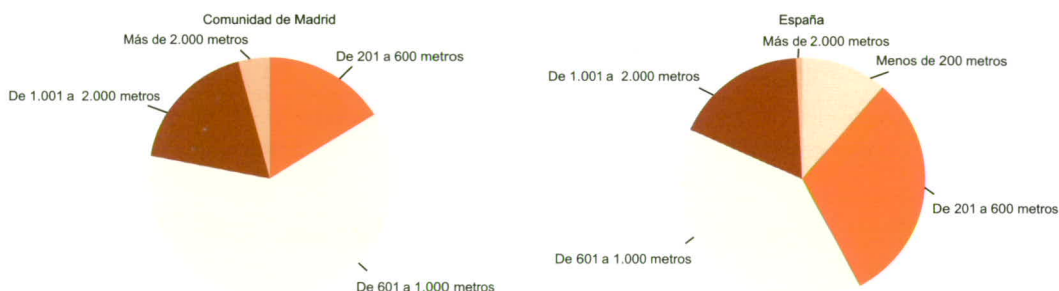 Comunidad de Madrid
Más de 2.000 metros
De 201 a 600 metros
De 1.001 a 2.000 metros
De 601 a 1.000 metros
España
Más de 2.000 metros
Menos de 200 metros
De 1.001 a 2.000 metros
De 201 a 600 metros
De 601 a 1.000 metros